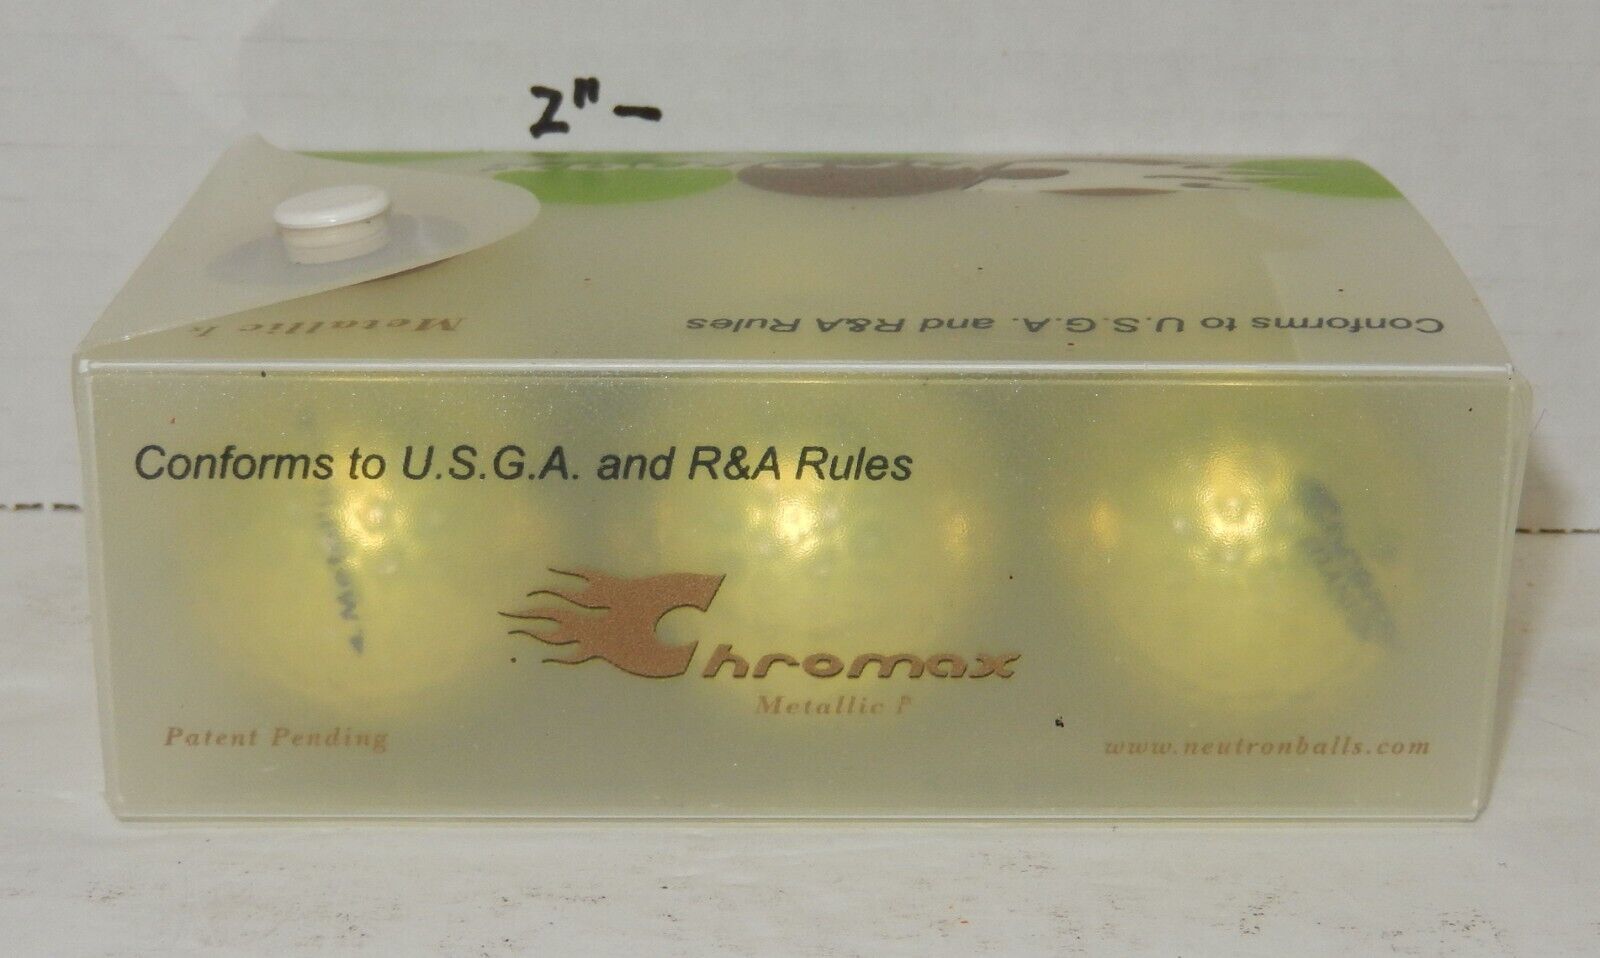 2" -
Metallic
Conforms to U.S.G.A. and R&A Rules
Conforms to U.S.G.A. and R&A Rules
Chromax
Metallic
Patent Pending
www.neutronballs.com